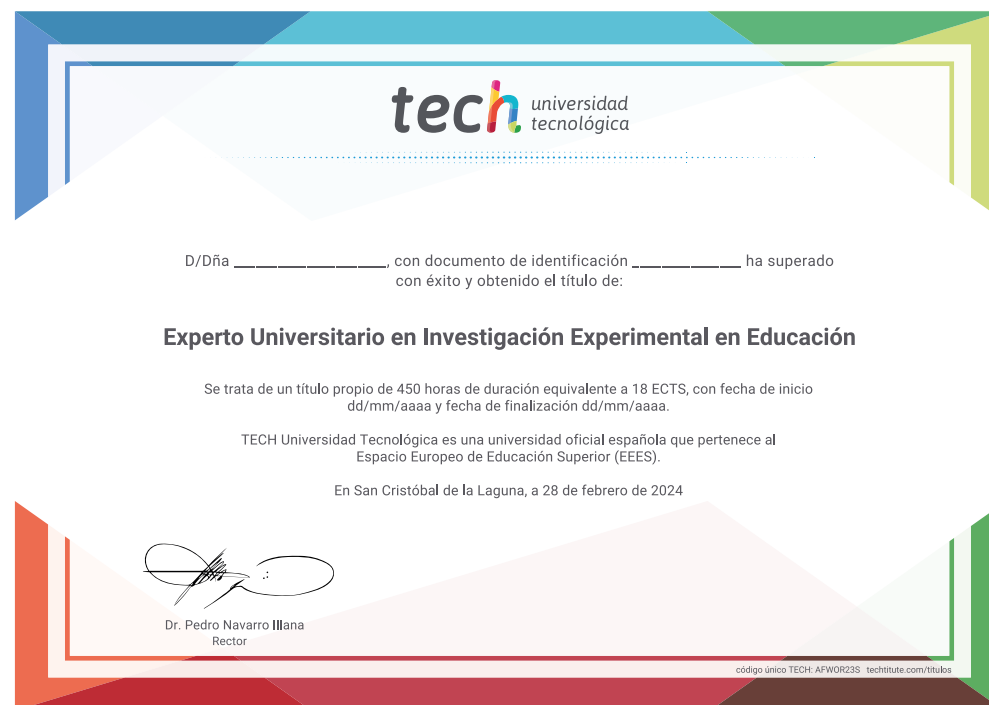 tech universidad
tecnológica
D/Dña ______________, con documento de identificación __________ ha superado
con éxito y obtenido el título de:
Experto Universitario en Investigación Experimental en Educación
Se trata de un título propio de 450 horas de duración equivalente a 18 ECTS, con fecha de inicio
dd/mm/aaaa y fecha de finalización dd/mm/aaaa.
TECH Universidad Tecnológica es una universidad oficial española que pertenece al
Espacio Europeo de Educación Superior (EEES).
En San Cristóbal de la Laguna, a 28 de febrero de 2024
Dr. Pedro Navarro Illana
Rector
código único TECH: AFWOR23S techtitute.com/titulos